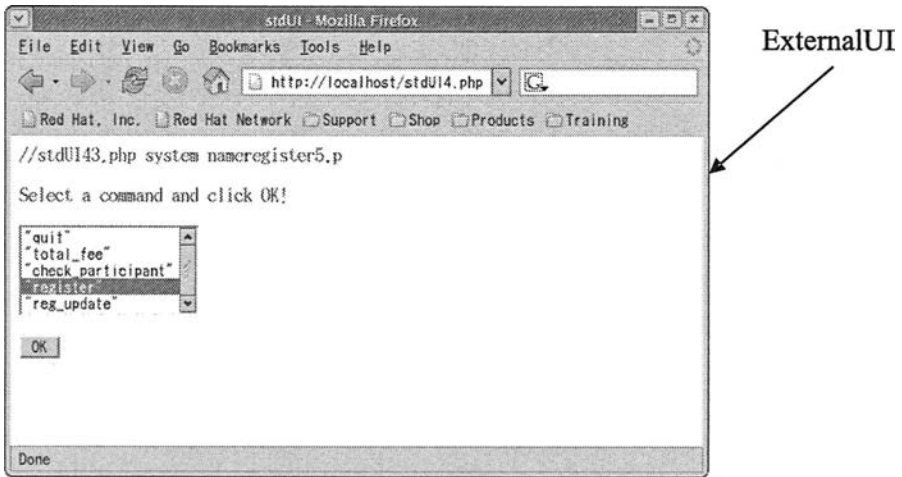 stdUI - Mozilla Firefox
File Edit View Go Bookmarks Tools Help
http://localhost/stdUI4.php
G
Red Hat, Inc. Red Hat Network Support Shop Products Training
//stdUI43.php system nameregister5.p
Select a command and click OK!
"quit"
"total_fee"
"check_participant"
"register"
"reg_update"
OK
Done
ExternalUI